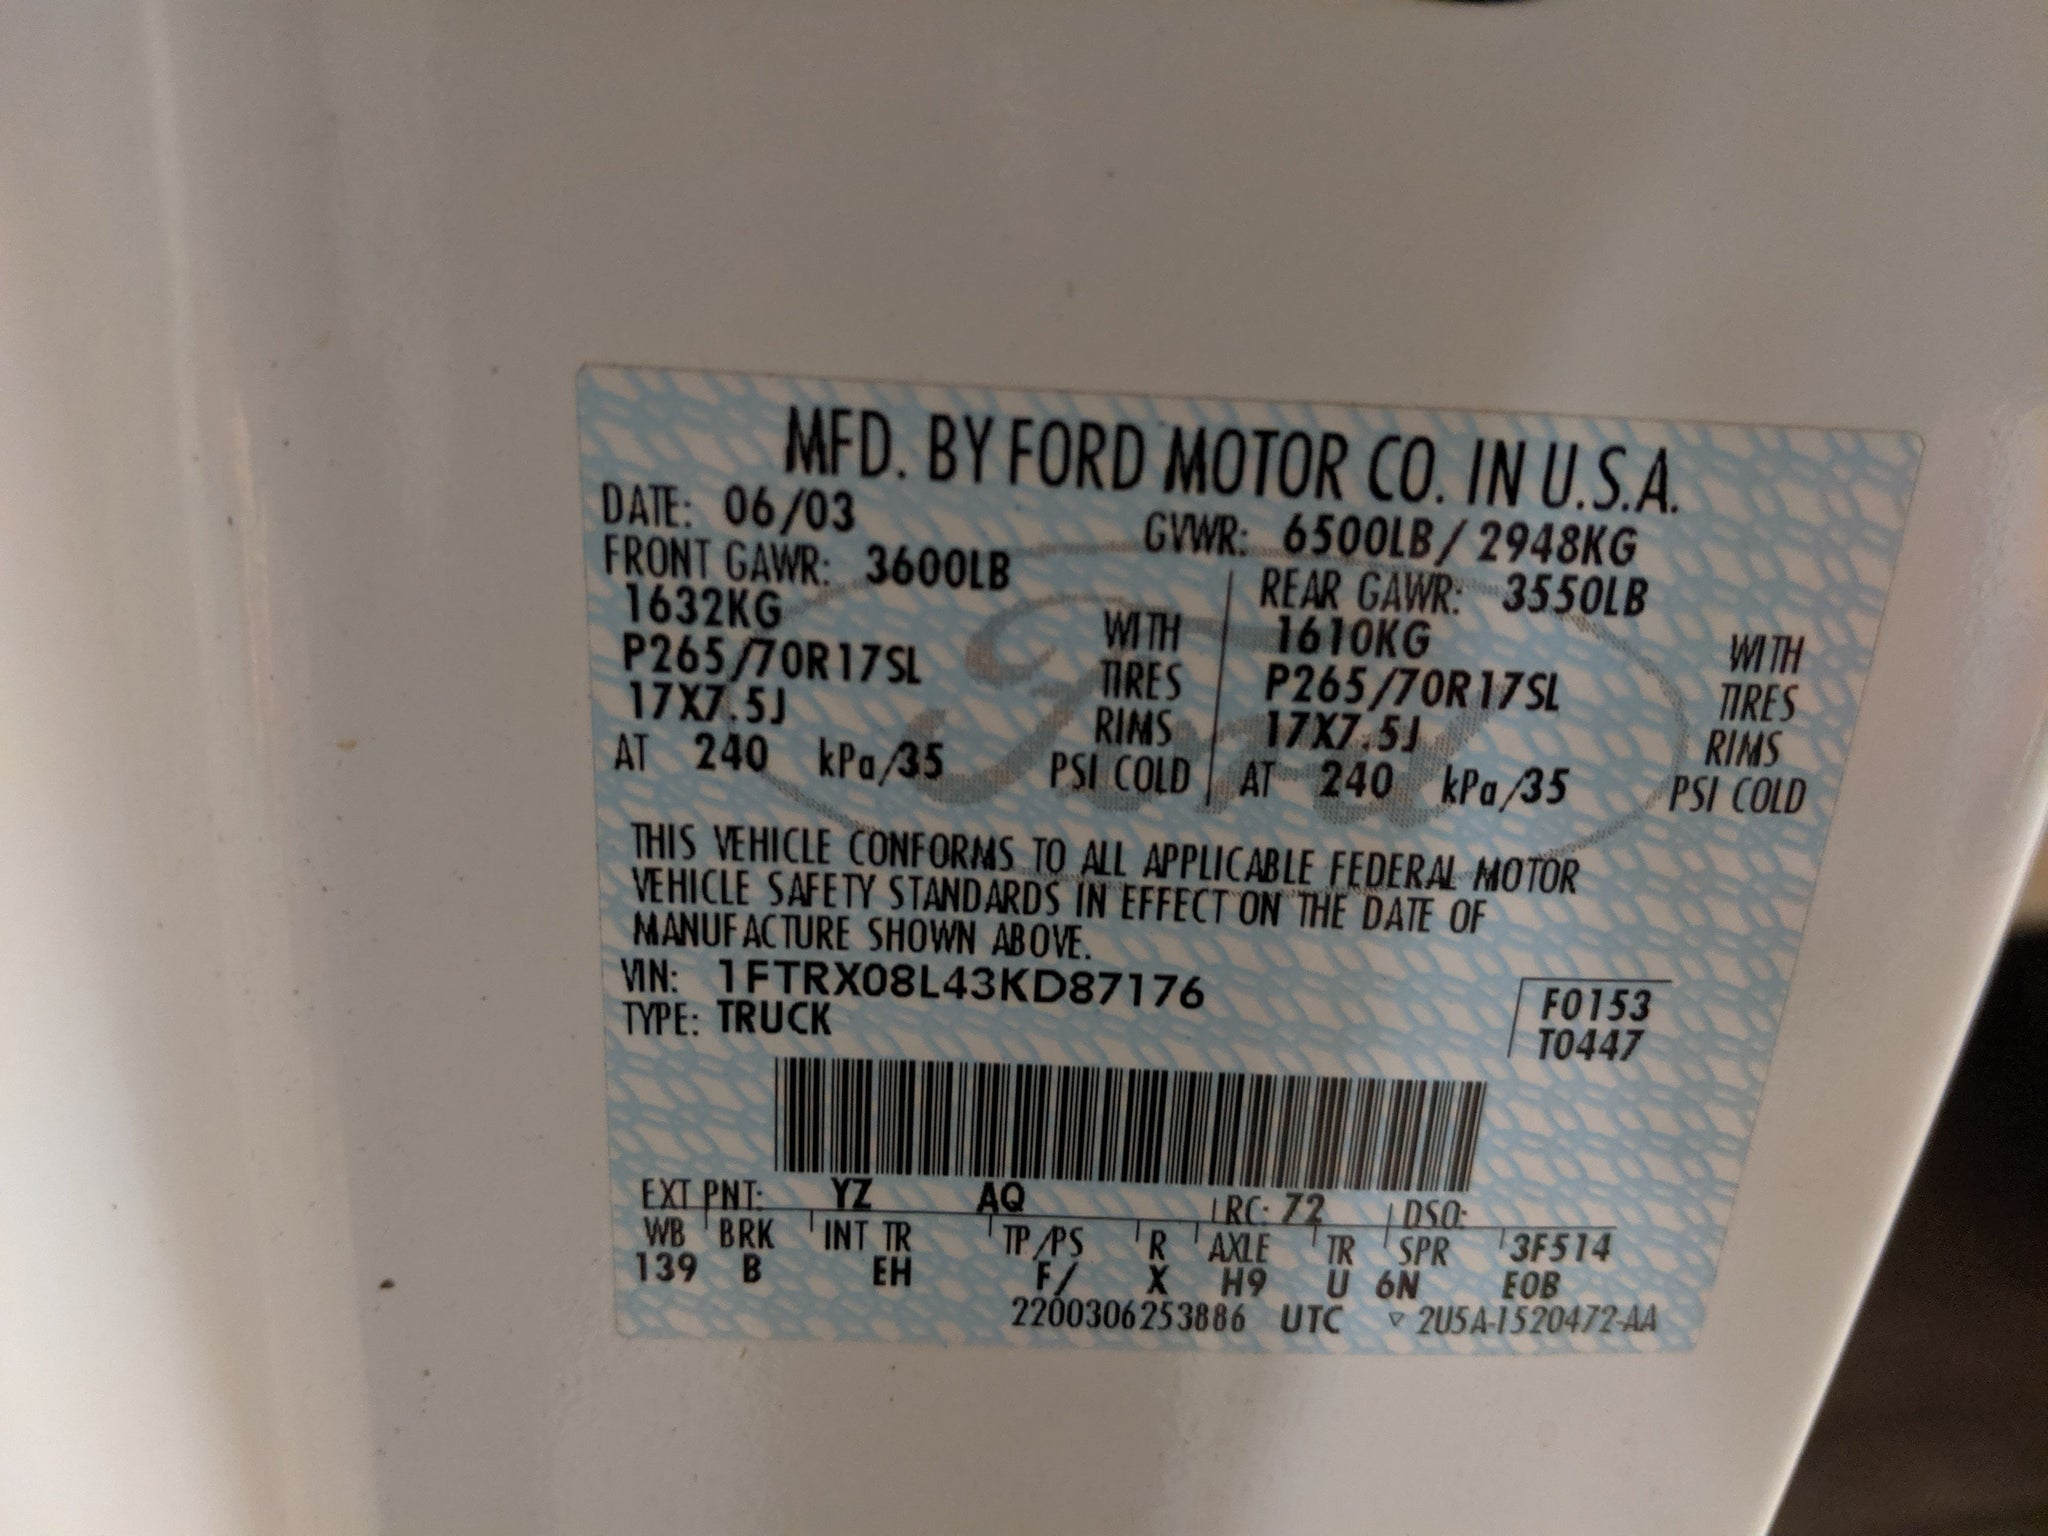 MFD. BY FORD MOTOR CO. IN U.S.A.
DATE: 06/03 GVWR: 6500LB/ 2948KG
FRONT GAWR: 3600LB REAR GAWR: 3550LB
1632KG WITH 1610KG WITH
P265/70R17SL TIRES P265/70R17SL TIRES
17X7.5J RIMS 17X7.5J RIMS
AT 240 kPa/35 PSI COLD AT 240 kPa/35 PSI COLD
Ford
THIS VEHICLE CONFORMS TO ALL APPLICABLE FEDERAL MOTOR
VEHICLE SAFETY STANDARDS IN EFFECT ON THE DATE OF
MANUFACTURE SHOWN ABOVE.
VIN: 1FTRX08L43KD87176 F0153
TYPE: TRUCK T0447
EXT PNT: YZ AQ RC: 72 DSO:
WB BRK INT TR TP/PS R AXLE TR SPR 3F514
139 B EH F/ X H9 U 6N E0B
2200306253886 UTC ▽ 2U5A-1520472-AA